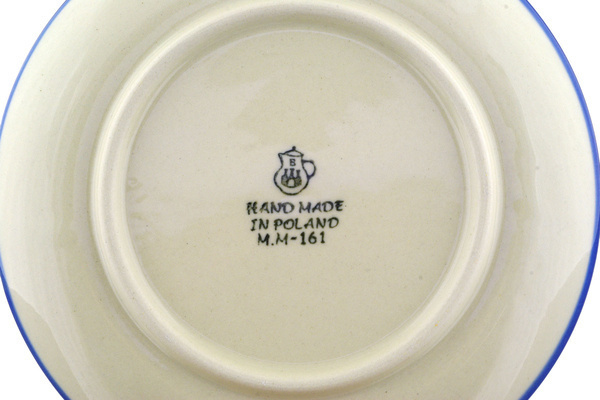 B
HAND MADE
IN POLAND
M.M-161